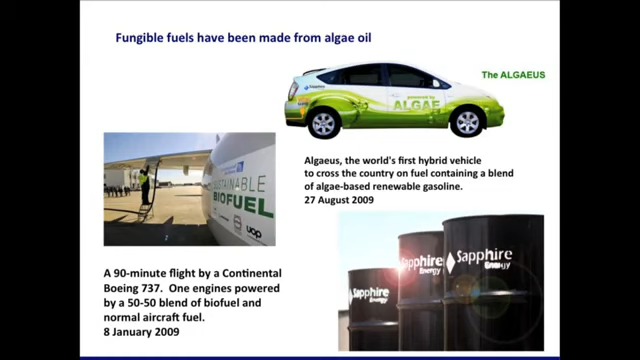 Fungible fuels have been made from algae oil
The ALGAEUS
powered by
ALGAE
Algaeus, the world's first hybrid vehicle
to cross the country on fuel containing a blend
of algae-based renewable gasoline.
27 August 2009
SUSTAINABLE
BIOFUEL
uop
Sapphire
Energy
Sapphire
Energy
Sapphire
Energy
A 90-minute flight by a Continental
Boeing 737.  One engines powered
by a 50-50 blend of biofuel and
normal aircraft fuel.
8 January 2009